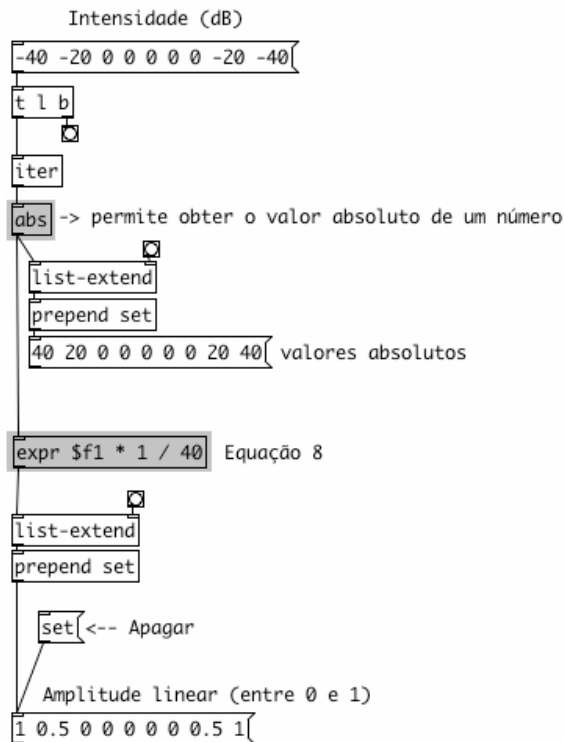 Intensidade (dB)
-40 -20 0 0 0 0 0 -20 -40
t l b
iter
abs -> permite obter o valor absoluto de um número
list-extend
prepend set
40 20 0 0 0 0 0 20 40 valores absolutos
expr $f1 * 1 / 40 Equação 8
list-extend
prepend set
set <-- Apagar
Amplitude linear (entre 0 e 1)
1 0.5 0 0 0 0 0 0.5 1